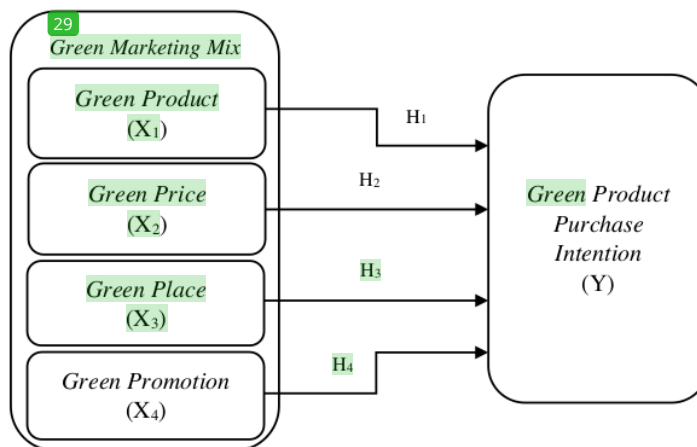 29
Green Marketing Mix
Green Product
(X1)
H1
Green Price
(X2)
H2
Green Product
Purchase
Intention
(Y)
Green Place
(X3)
H3
Green Promotion
(X4)
H4